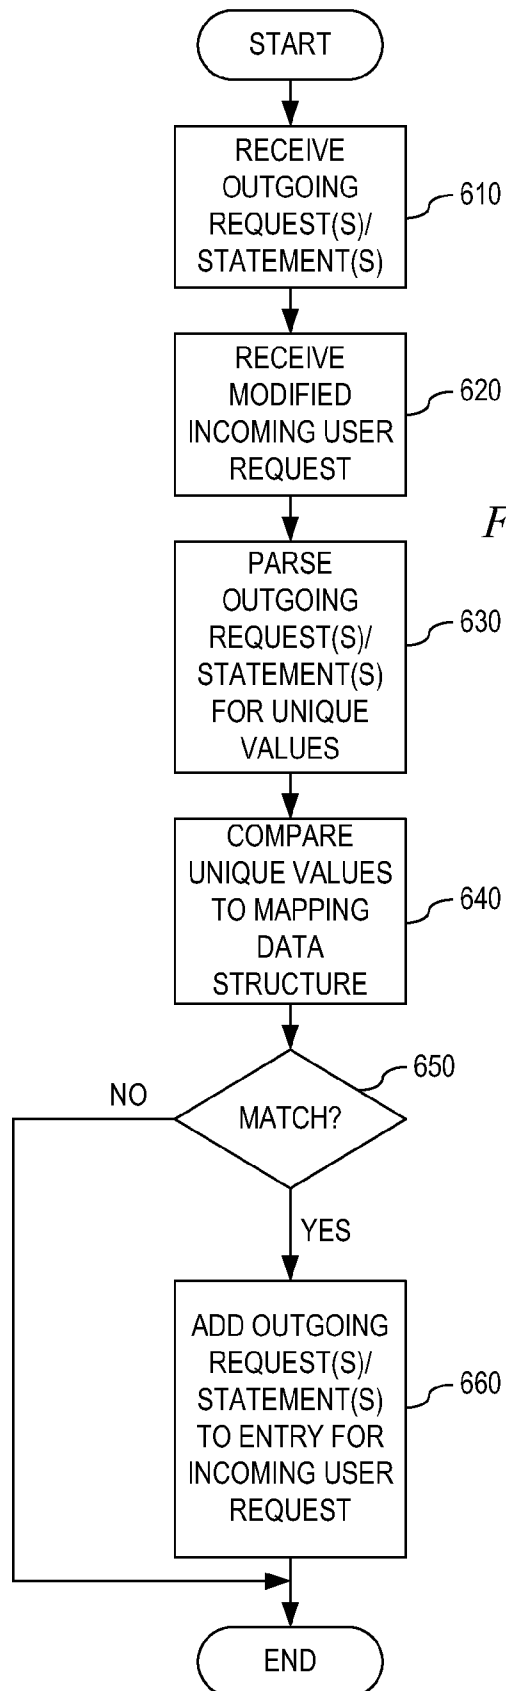 START
RECEIVE
OUTGOING
REQUEST(S)/
STATEMENT(S)
610
RECEIVE
MODIFIED
INCOMING USER
REQUEST
620
F
PARSE
OUTGOING
REQUEST(S)/
STATEMENT(S)
FOR UNIQUE
VALUES
630
COMPARE
UNIQUE VALUES
TO MAPPING
DATA
STRUCTURE
640
650
NO
MATCH?
YES
ADD OUTGOING
REQUEST(S)/
STATEMENT(S)
TO ENTRY FOR
INCOMING USER
REQUEST
660
END